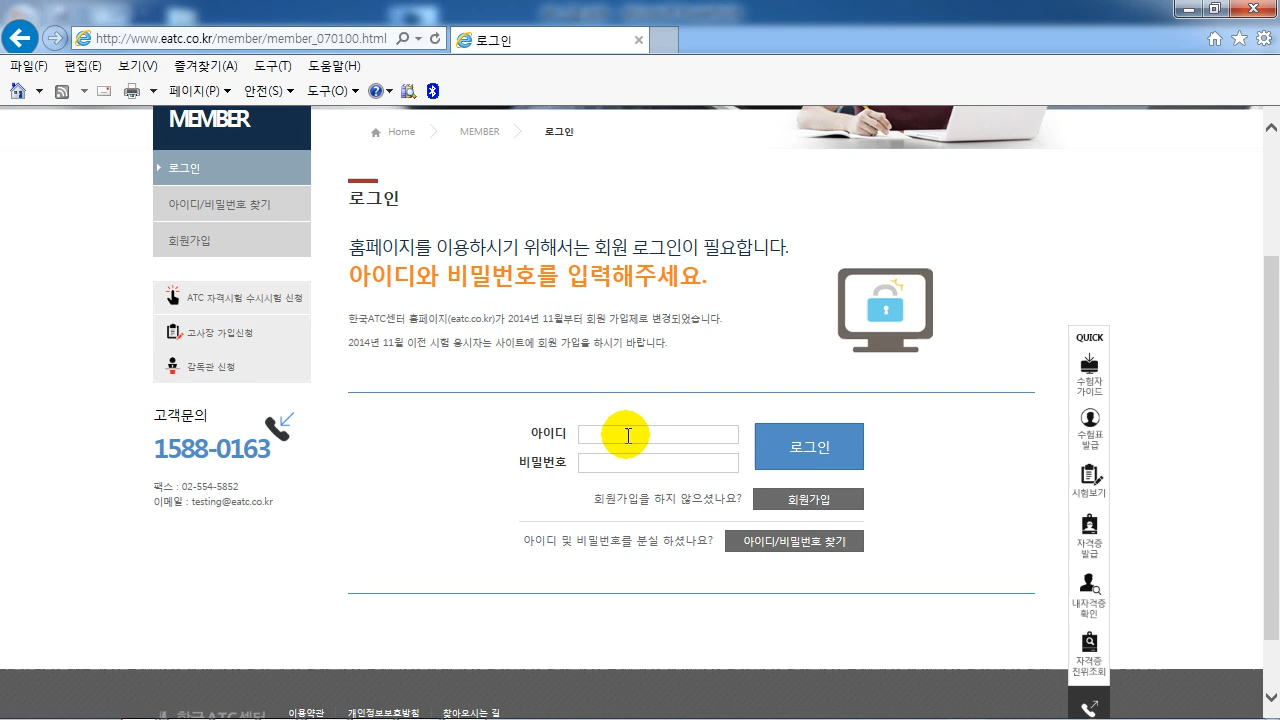 http://www.eatc.co.kr/member/member_070100.html
로그인
파일(F) 편집(E) 보기(V) 즐겨찾기(A) 도구(T) 도움말(H)
페이지(P) 안전(S) 도구(O)
MEMBER
로그인
아이디/비밀번호 찾기
회원가입
ATC 자격시험 수시시험 신청
고사장 가입신청
감독관 신청
고객문의
1588-0163
팩스 : 02-554-5852
이메일 : testing@eatc.co.kr
Home MEMBER 로그인
로그인
홈페이지를 이용하시기 위해서는 회원 로그인이 필요합니다.
아이디와 비밀번호를 입력해주세요.
한국ATC센터 홈페이지(eatc.co.kr)가 2014년 11월부터 회원 가입제로 변경되었습니다.
2014년 11월 이전 시험 응시자는 사이트에 회원 가입을 하시기 바랍니다.
아이디
비밀번호
로그인
회원가입을 하지 않으셨나요? 회원가입
아이디 및 비밀번호를 분실 하셨나요? 아이디/비밀번호 찾기
QUICK
수험자
가이드
수험표
발급
시험보기
자격증
발급
내자격증
확인
자격증
진위조회
한국ATC센터
이용약관 개인정보보호방침 찾아오시는 길